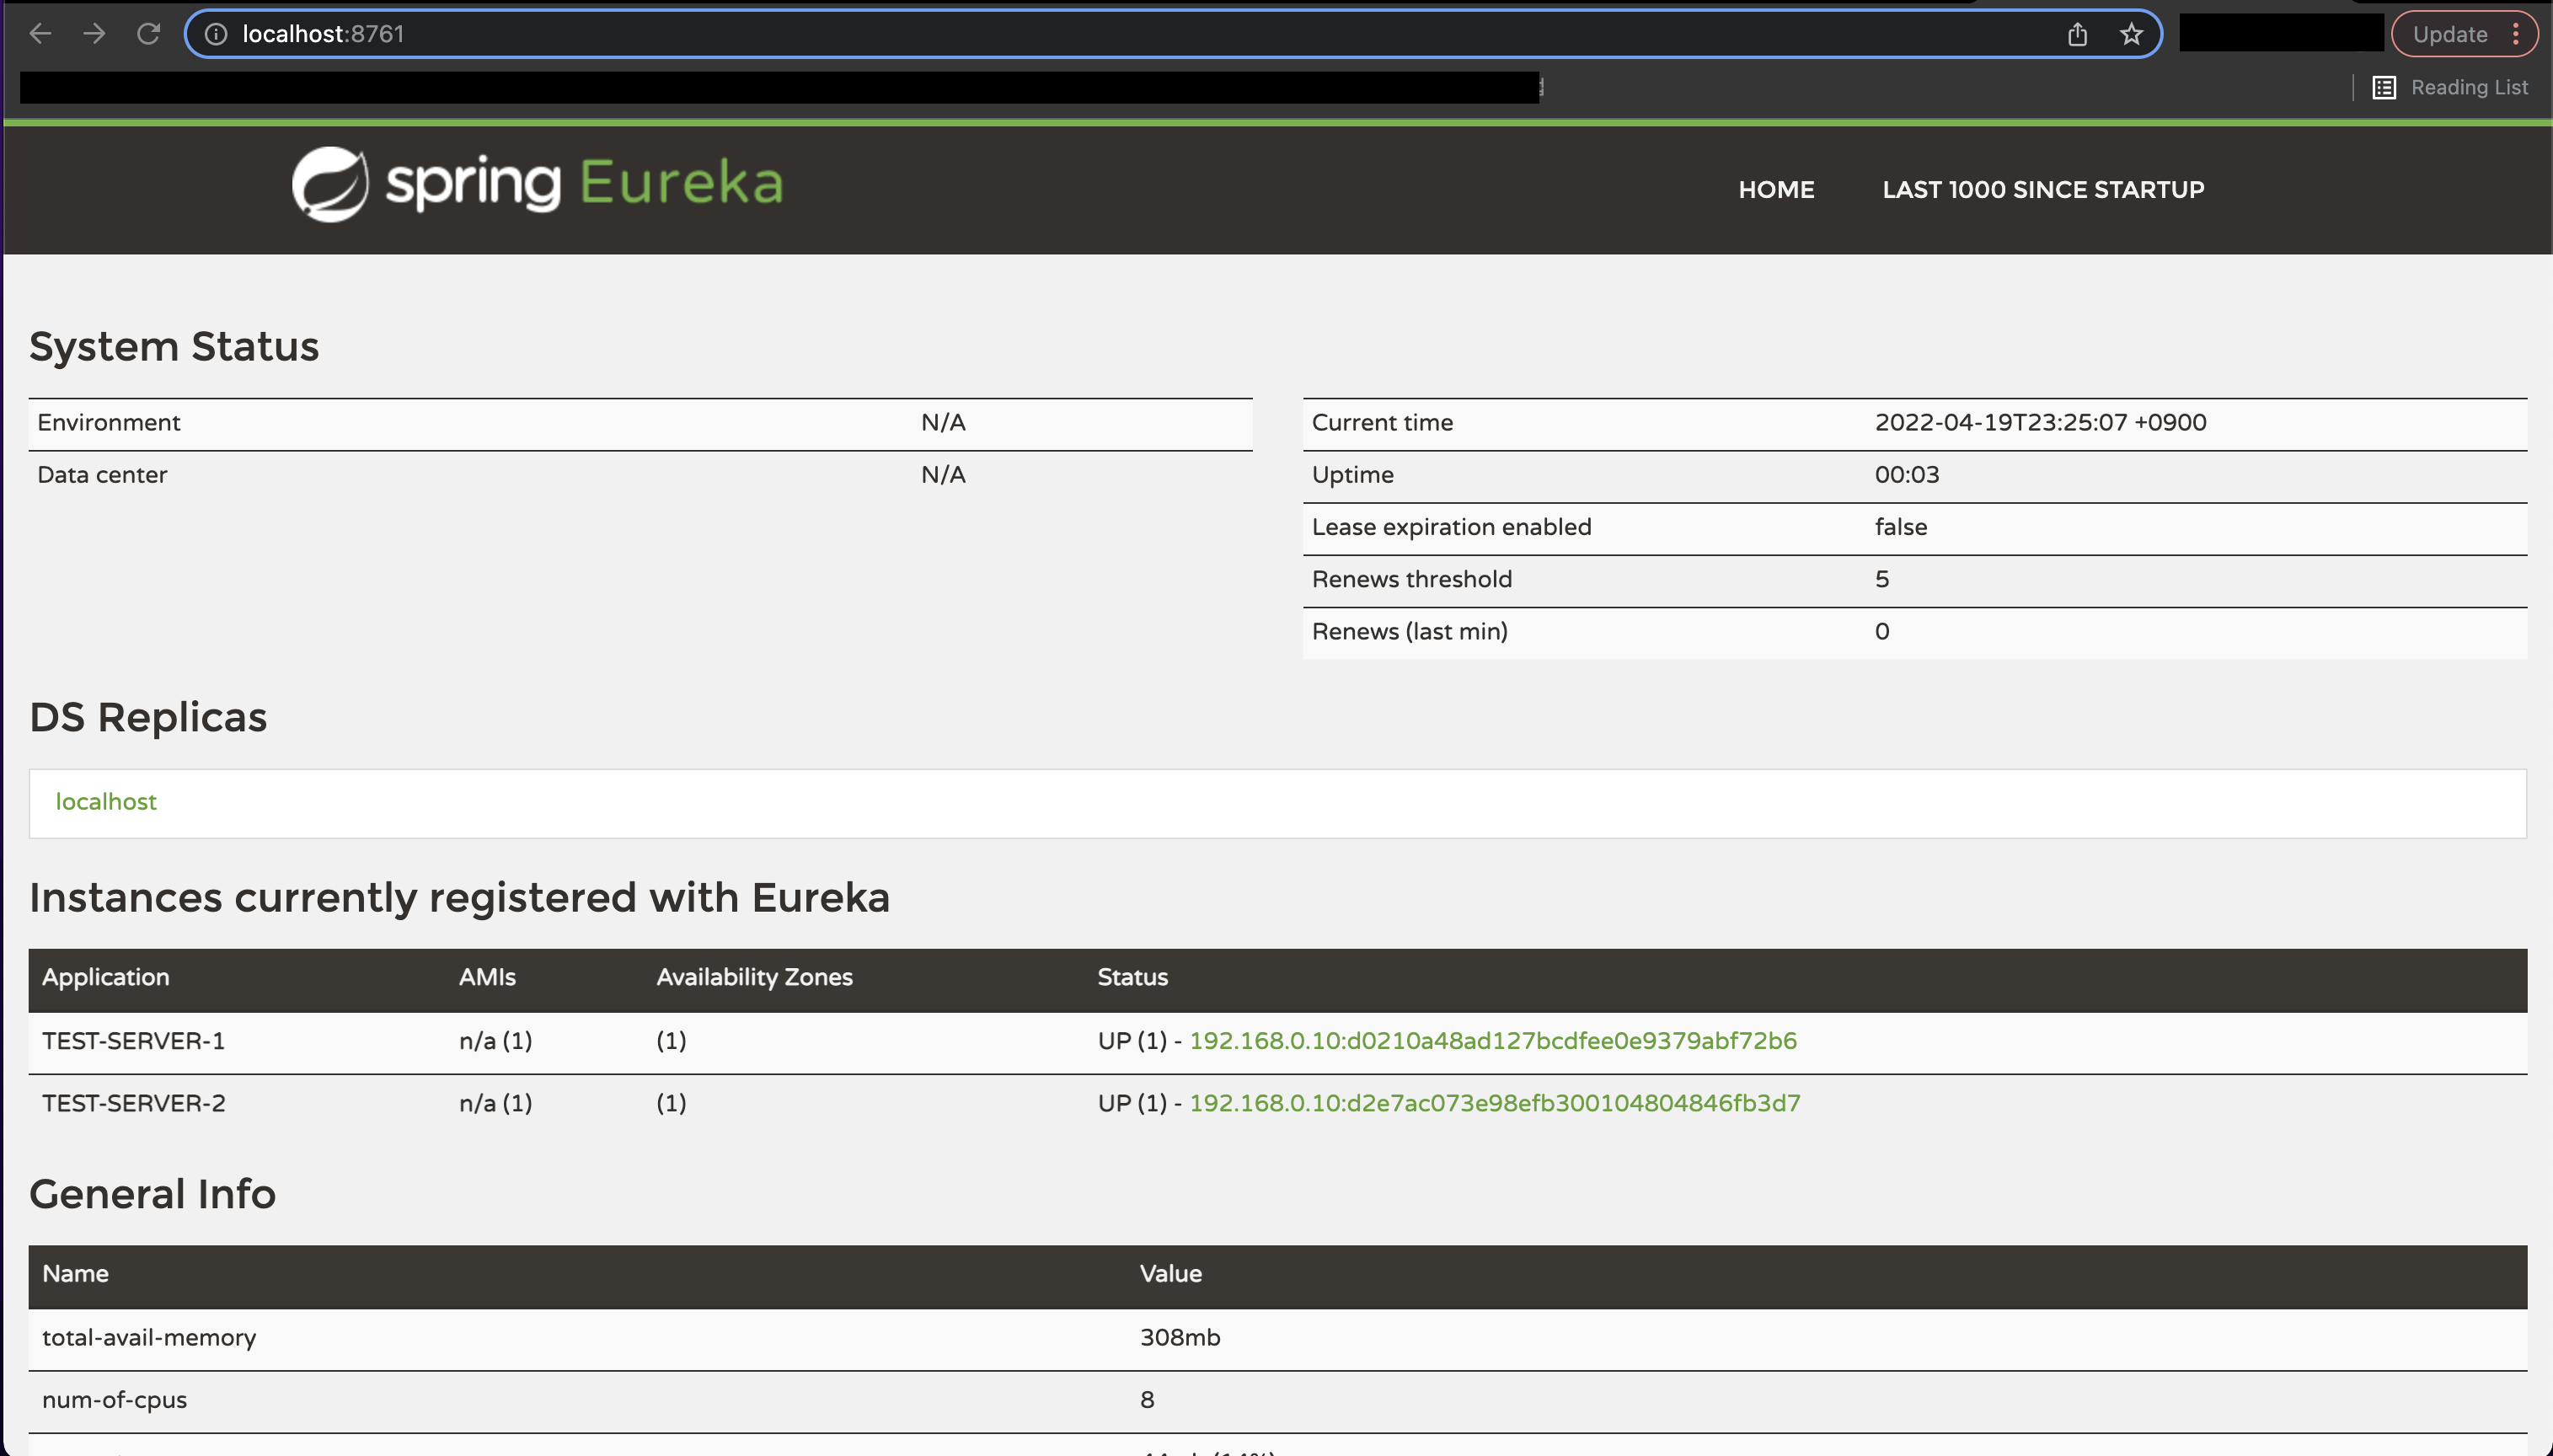 localhost:8761
Update
Reading List
spring Eureka
HOME LAST 1000 SINCE STARTUP
System Status
Environment N/A
Data center N/A
Current time 2022-04-19T23:25:07 +0900
Uptime 00:03
Lease expiration enabled false
Renews threshold 5
Renews (last min) 0
DS Replicas
localhost
Instances currently registered with Eureka
Application AMIs Availability Zones Status
TEST-SERVER-1 n/a (1) (1) UP (1) - 192.168.0.10:d0210a48ad127bcdfee0e9379abf72b6
TEST-SERVER-2 n/a (1) (1) UP (1) - 192.168.0.10:d2e7ac073e98efb300104804846fb3d7
General Info
Name Value
total-avail-memory 308mb
num-of-cpus 8